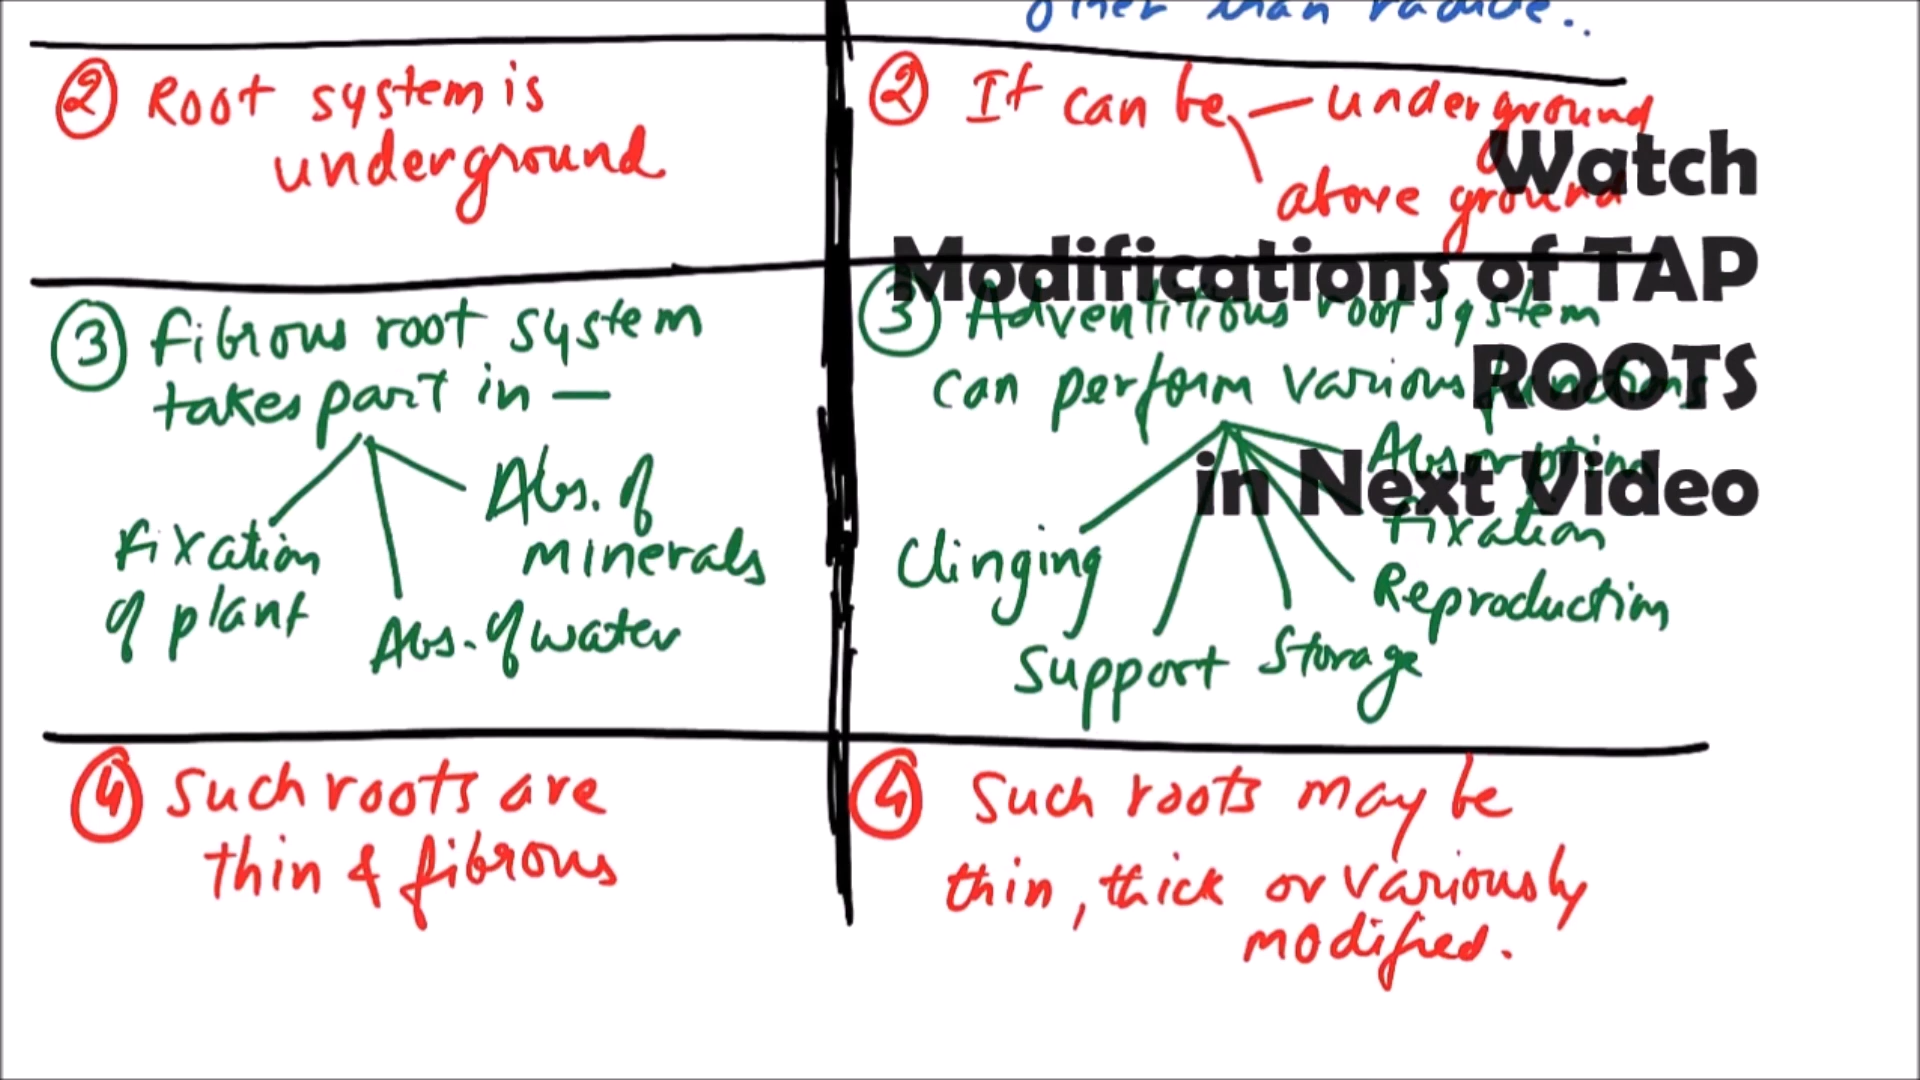 other than radicle.
② Root system is
underground
② It can be — underground
above ground
③ Fibrous root system
takes part in —
Fixation
of plant
Abs. of water
Abs. of
minerals
③ Adventitious root system
can perform various functions
Clinging
Support
Storage
Reproduction
Fixation
Absorption
④ Such roots are
thin & fibrous
④ Such roots may be
thin, thick or variously
modified.
Watch
Modifications of TAP
ROOTS
in Next Video